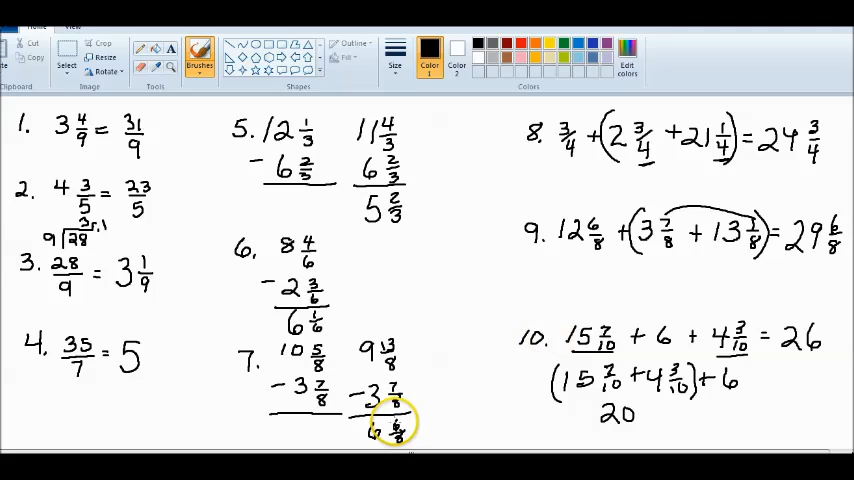 Home View
Cut
Copy
Clipboard
Select
Crop
Resize
Rotate
Image
Tools
Brushes
Outline
Fill
Shapes
Size
Color 1
Color 2
Edit colors
Colors
1. 3 4/9 = 31/9
2. 4 3/5 = 23/5
9√28 3r.1
3. 28/9 = 3 1/9
4. 35/7 = 5
5. 12 1/3 11 4/3
- 6 2/3 6 2/3
5 2/3
6. 8 4/6
- 2 3/6
6 1/6
7. 10 5/8 9 13/8
- 3 7/8 - 3 7/8
6 6/8
8. 3/4 + (2 3/4 + 21 1/4) = 24 3/4
9. 12 6/8 + (3 7/8 + 13 1/8) = 29 6/8
10. 15 7/10 + 6 + 4 3/10 = 26
(15 7/10 + 4 3/10) + 6
20